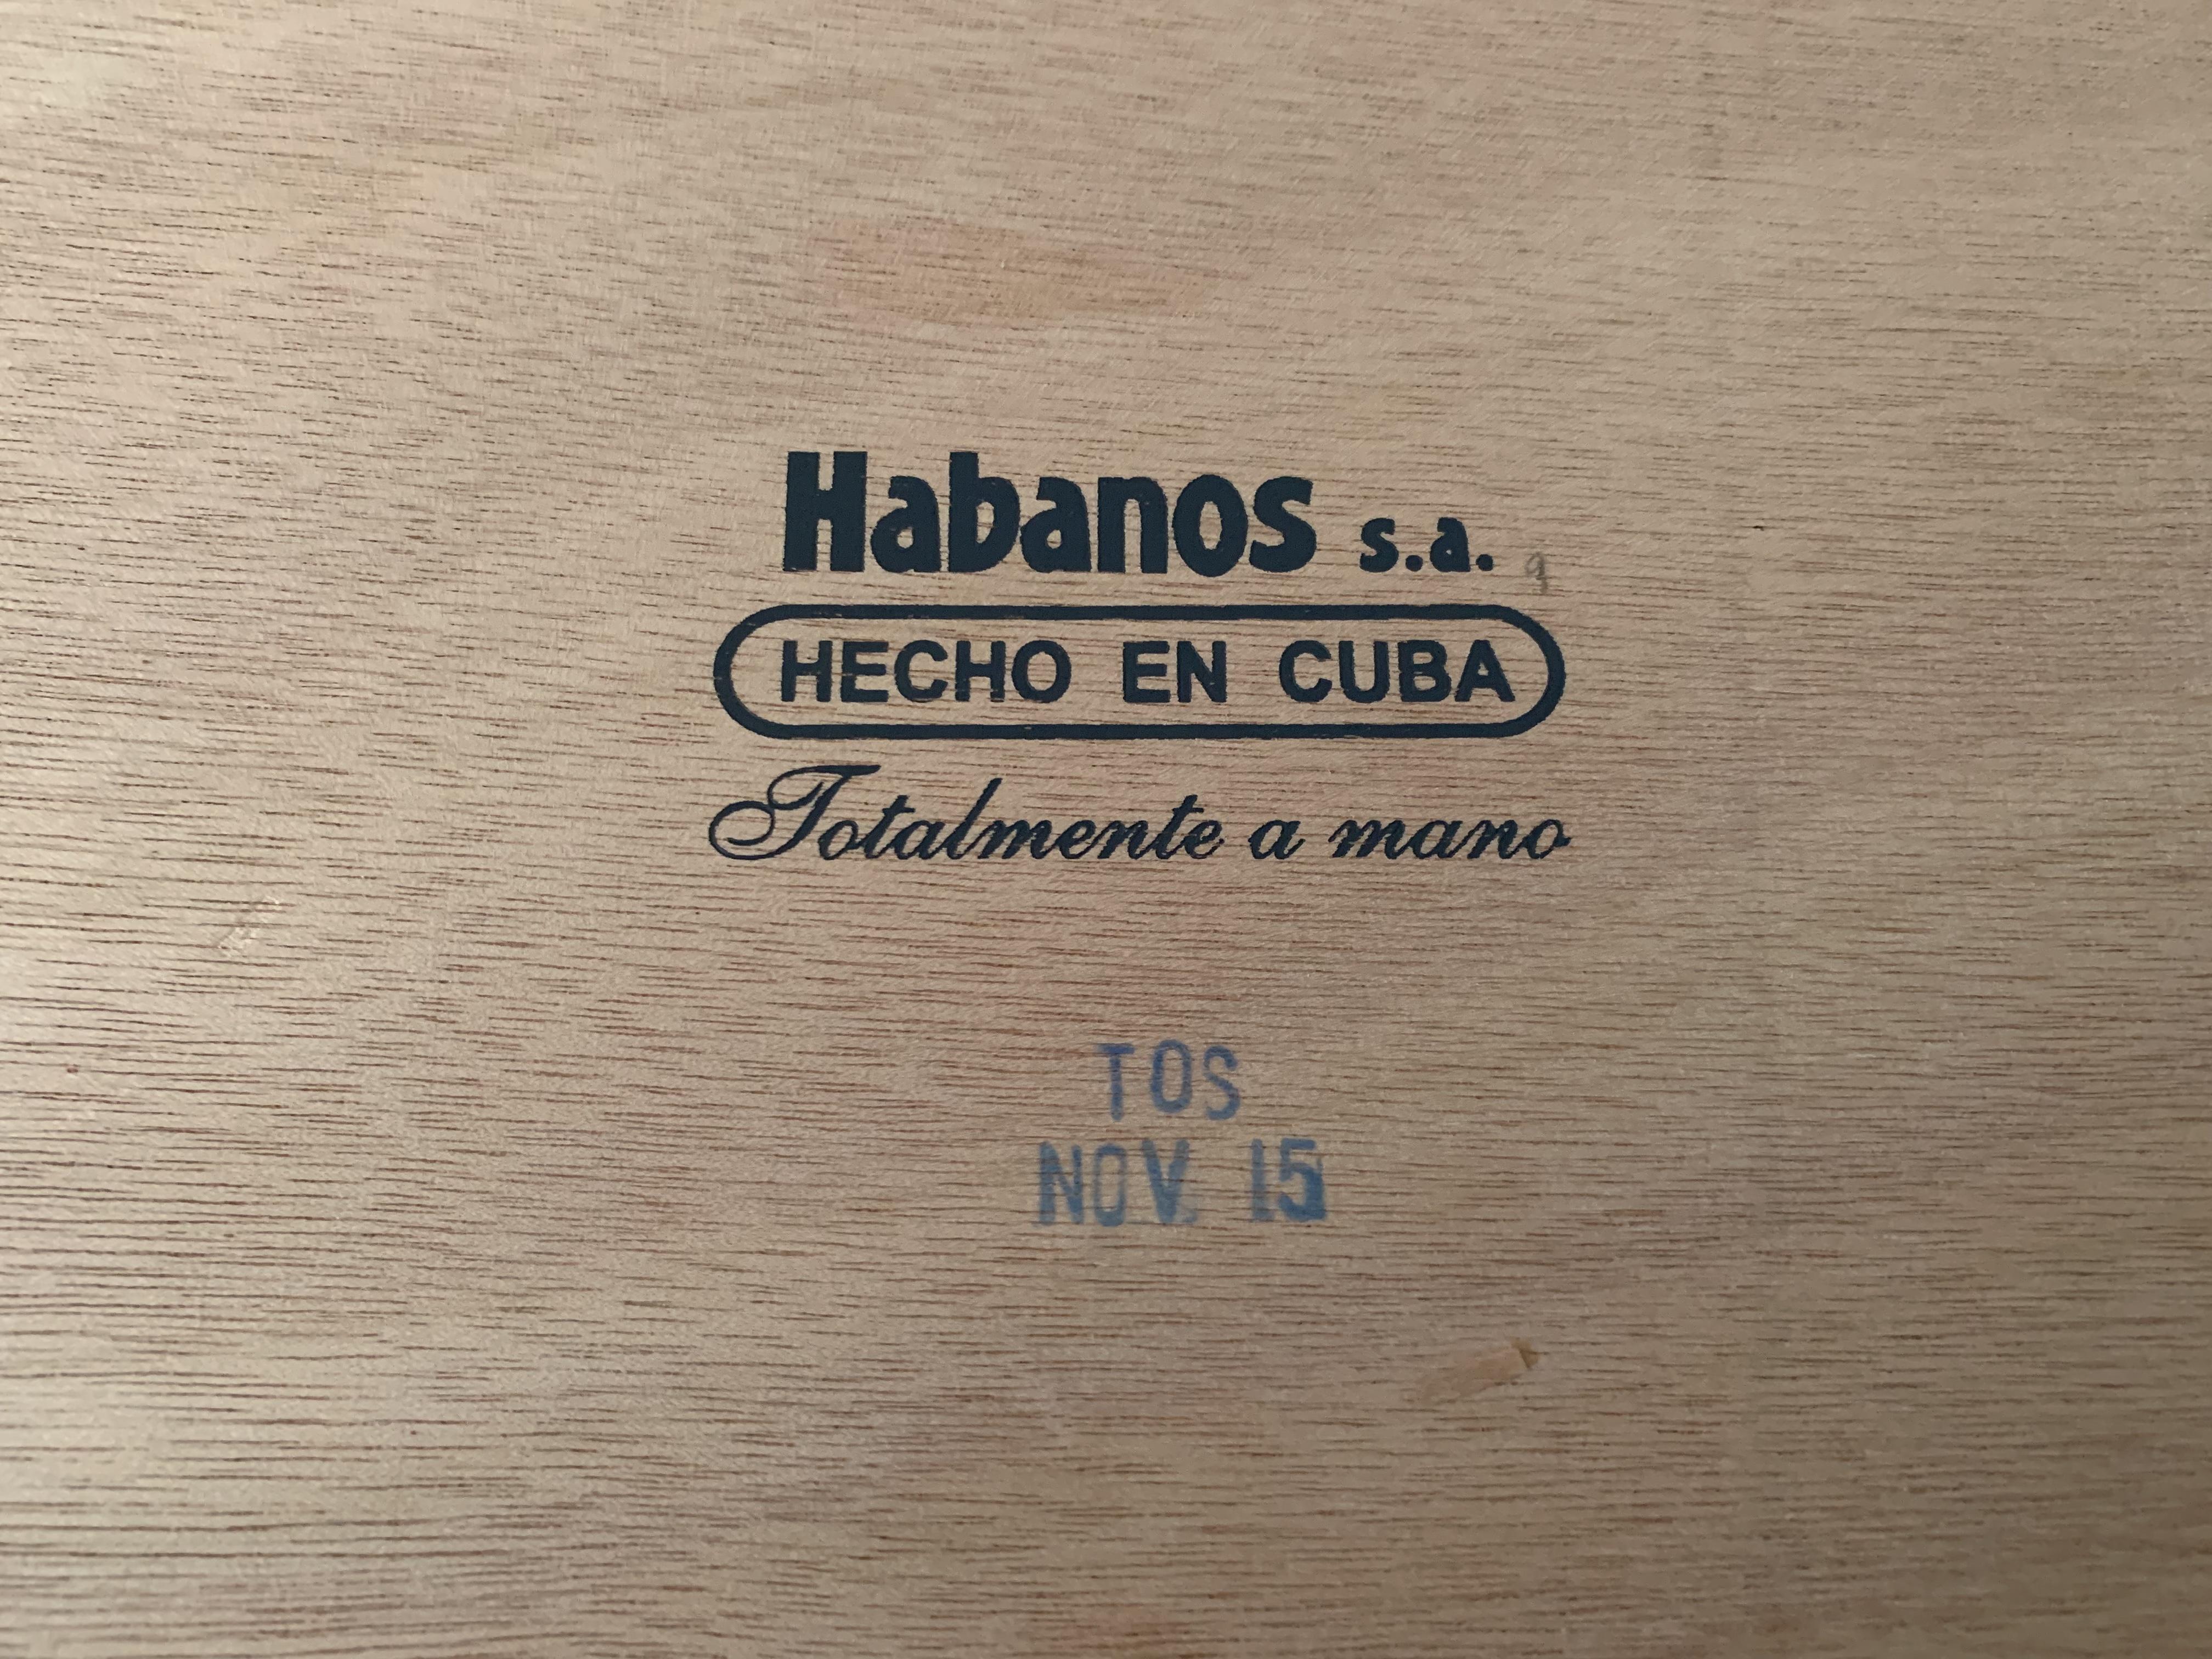 Habanos s.a.
HECHO EN CUBA
Totalmente a mano
TOS
NOV. 15